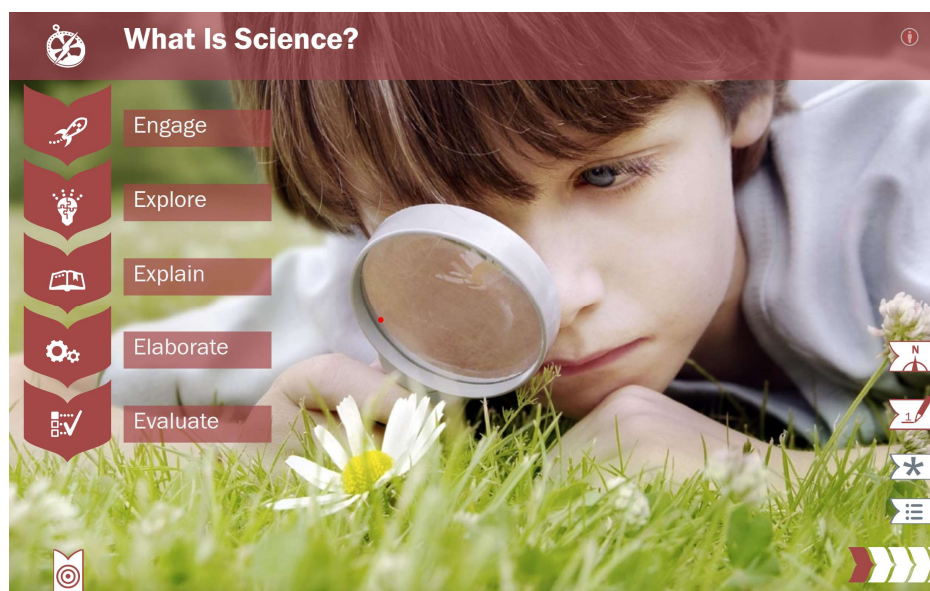 What Is Science?
Engage
Explore
Explain
Elaborate
Evaluate
N
1